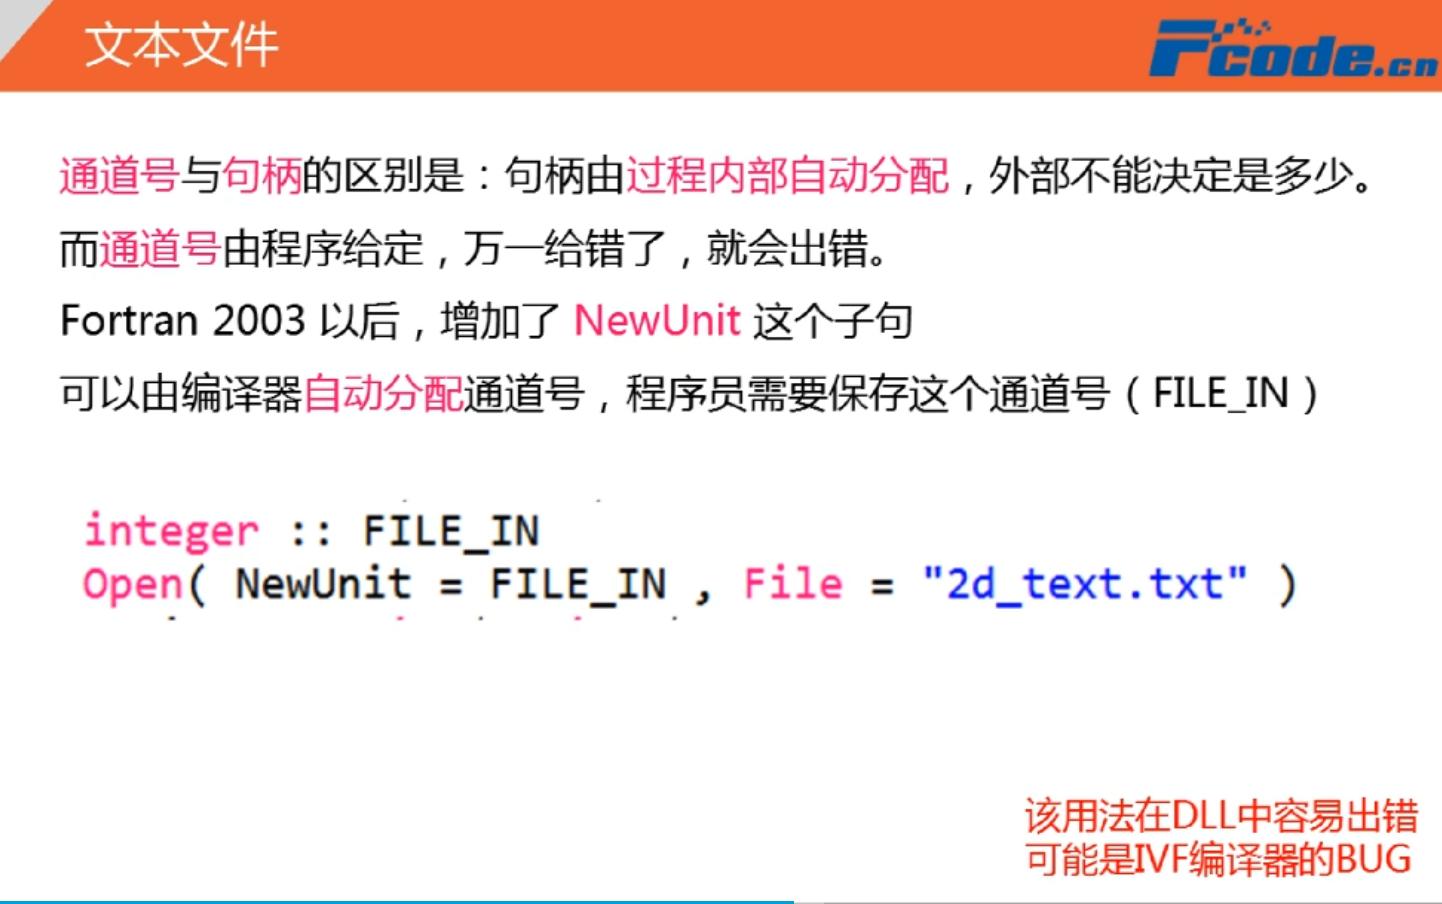 文本文件
Fcode.cn
通道号与句柄的区别是：句柄由过程内部自动分配，外部不能决定是多少。
而通道号由程序给定，万一给错了，就会出错。
Fortran 2003 以后，增加了 NewUnit 这个子句
可以由编译器自动分配通道号，程序员需要保存这个通道号（FILE_IN）
integer :: FILE_IN
Open( NewUnit = FILE_IN , File = "2d_text.txt" )
该用法在DLL中容易出错
可能是IVF编译器的BUG